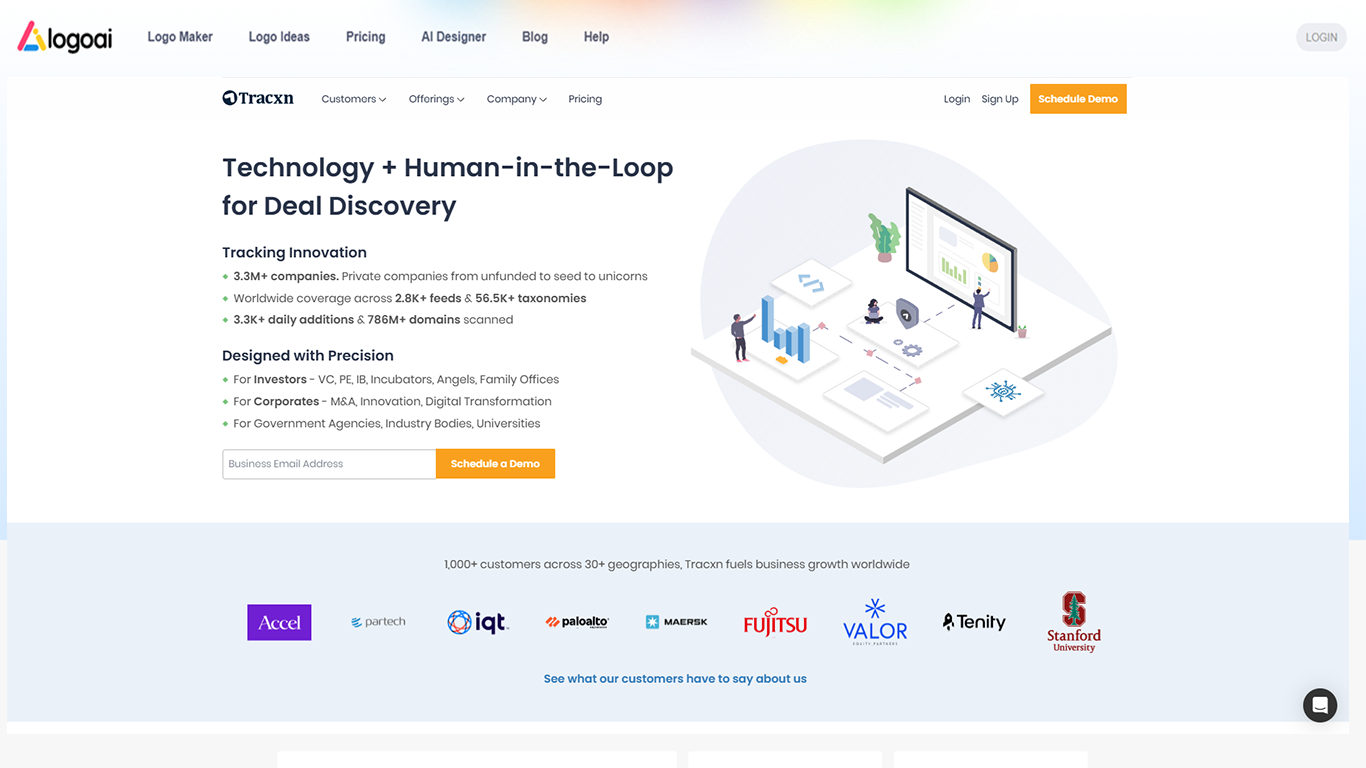 logoai
Logo Maker Logo Ideas Pricing AI Designer Blog Help LOGIN
Tracxn Customers Offerings Company Pricing Login Sign Up Schedule Demo
Technology + Human-in-the-Loop
for Deal Discovery
Tracking Innovation
3.3M+ companies. Private companies from unfunded to seed to unicorns
Worldwide coverage across 2.8K+ feeds & 56.5K+ taxonomies
3.3K+ daily additions & 786M+ domains scanned
Designed with Precision
For Investors - VC, PE, IB, Incubators, Angels, Family Offices
For Corporates - M&A, Innovation, Digital Transformation
For Government Agencies, Industry Bodies, Universities
Business Email Address Schedule a Demo
1,000+ customers across 30+ geographies, Tracxn fuels business growth worldwide
Accel partech iqt paloalto MAERSK FUJITSU VALOR Tenity Stanford
EQUITY PARTNERS University
See what our customers have to say about us